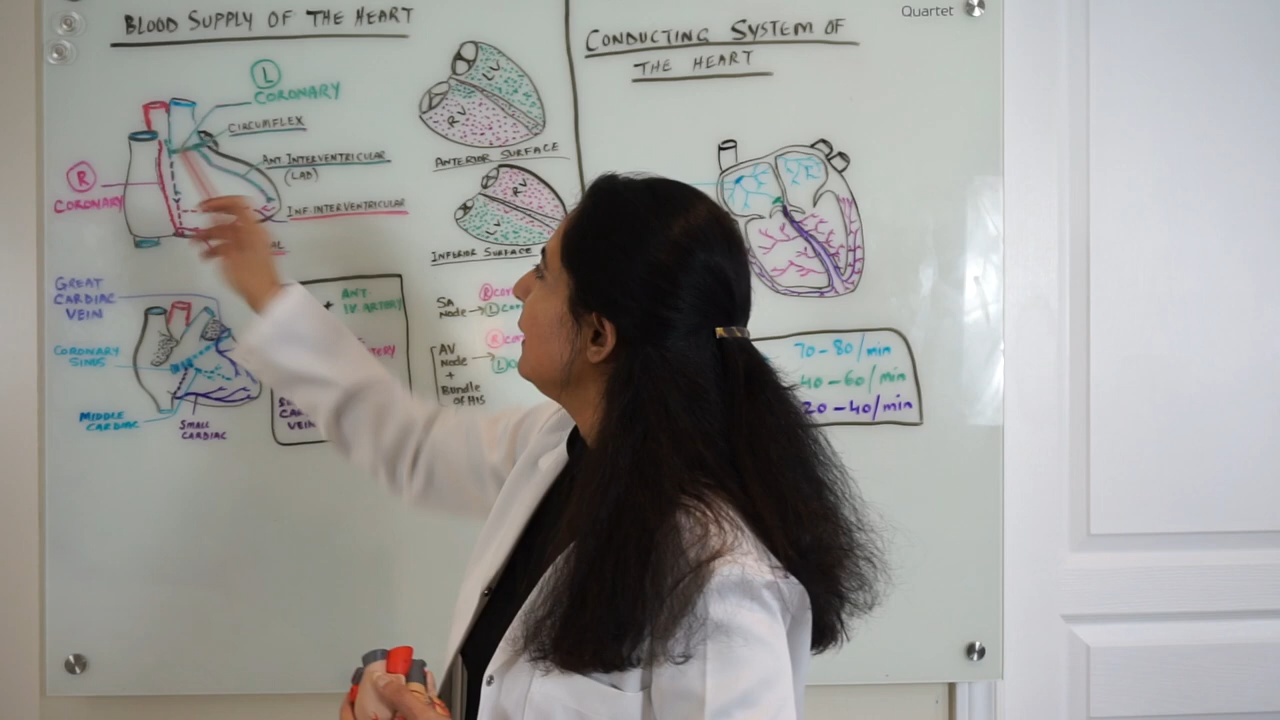 Quartet
BLOOD SUPPLY OF THE HEART
L
CORONARY
CIRCUMFLEX
ANT INTERVENTRICULAR
(LAD)
R
CORONARY
INF. INTERVENTRICULAR
LV
RV
ANTERIOR SURFACE
RV
LV
INFERIOR SURFACE
GREAT
CARDIAC
VEIN
CORONARY
SINUS
MIDDLE
CARDIAC
SMALL
CARDIAC
+ ANT.
IV. ARTERY
SA
NODE → R
L
AV
Node → R
L
+
Bundle
OF HIS
CONDUCTING SYSTEM OF
THE HEART
70-80/min
40-60/min
20-40/min